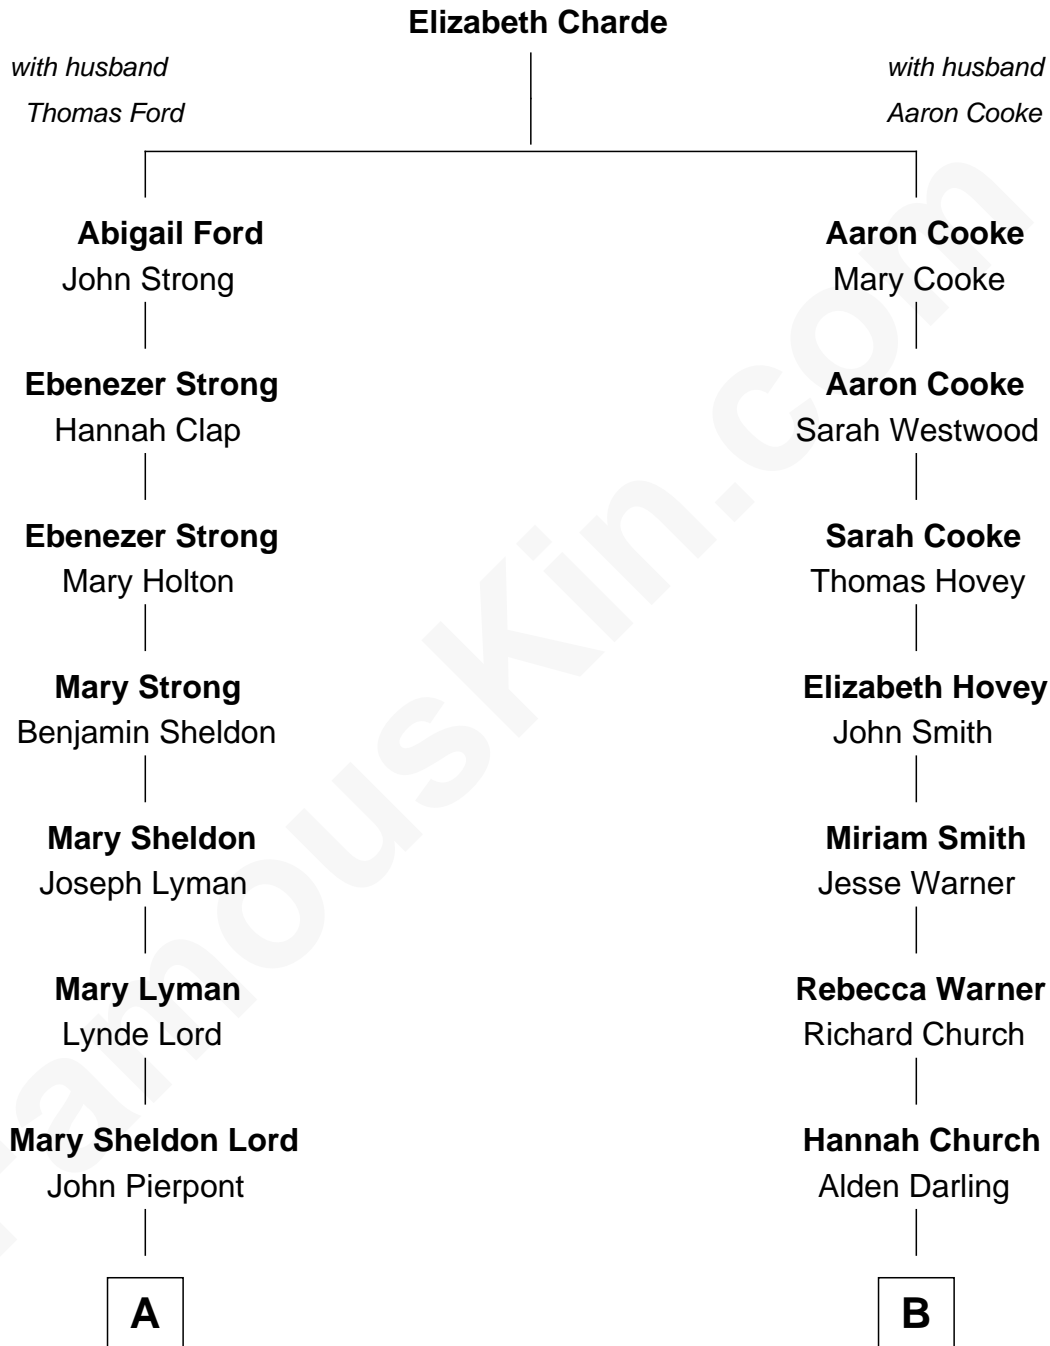 Elizabeth Charde
with husband
Thomas Ford
with husband
Aaron Cooke
Abigail Ford
John Strong
Aaron Cooke
Mary Cooke
Ebenezer Strong
Hannah Clap
Aaron Cooke
Sarah Westwood
Ebenezer Strong
Mary Holton
Sarah Cooke
Thomas Hovey
Mary Strong
Benjamin Sheldon
Elizabeth Hovey
John Smith
Mary Sheldon
Joseph Lyman
Miriam Smith
Jesse Warner
Mary Lyman
Lynde Lord
Rebecca Warner
Richard Church
Mary Sheldon Lord
John Pierpont
Hannah Church
Alden Darling
A
B
FamousKin.com